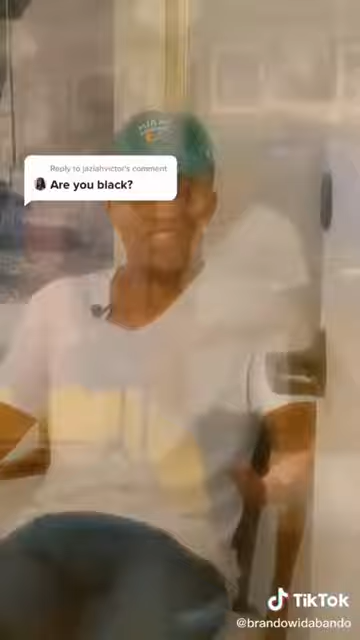 Reply to jaziahvictor's comment
Are you black?
TikTok
@brandowidabando